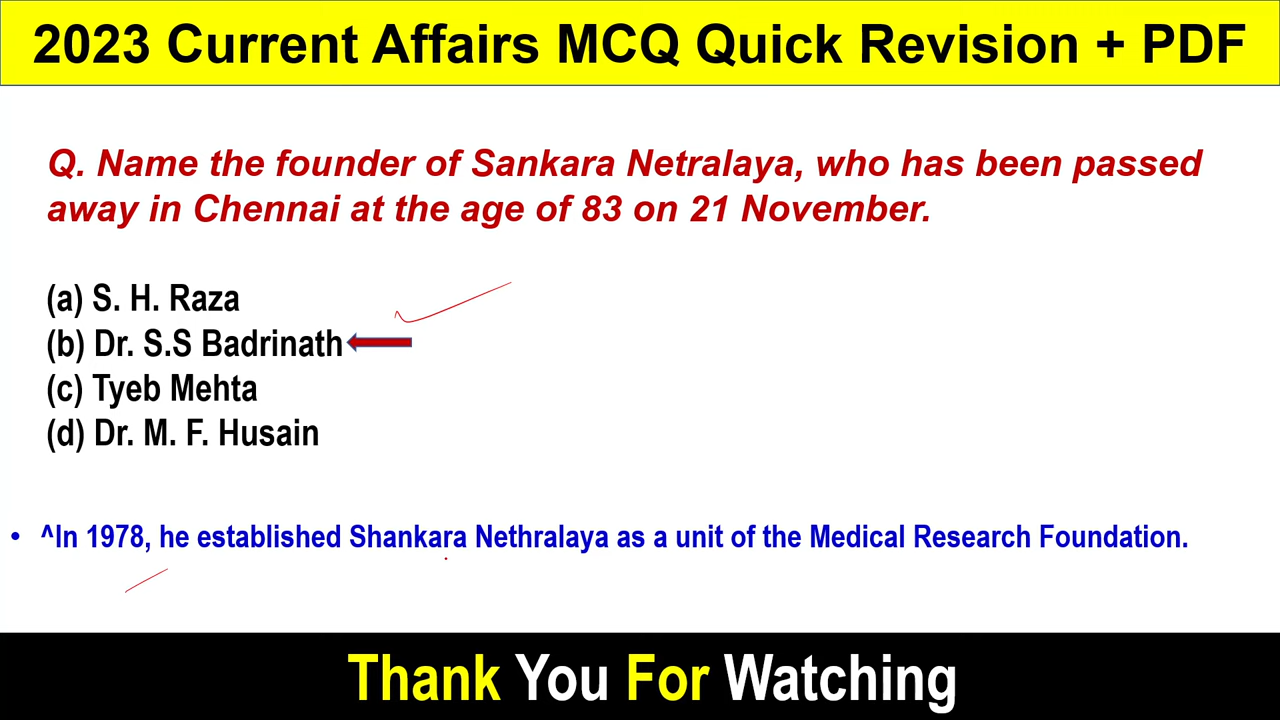 2023 Current Affairs MCQ Quick Revision + PDF
Q. Name the founder of Sankara Netralaya, who has been passed
away in Chennai at the age of 83 on 21 November.
(a) S. H. Raza
(b) Dr. S.S Badrinath
(c) Tyeb Mehta
(d) Dr. M. F. Husain
• ^In 1978, he established Shankara Nethralaya as a unit of the Medical Research Foundation.
Thank You For Watching